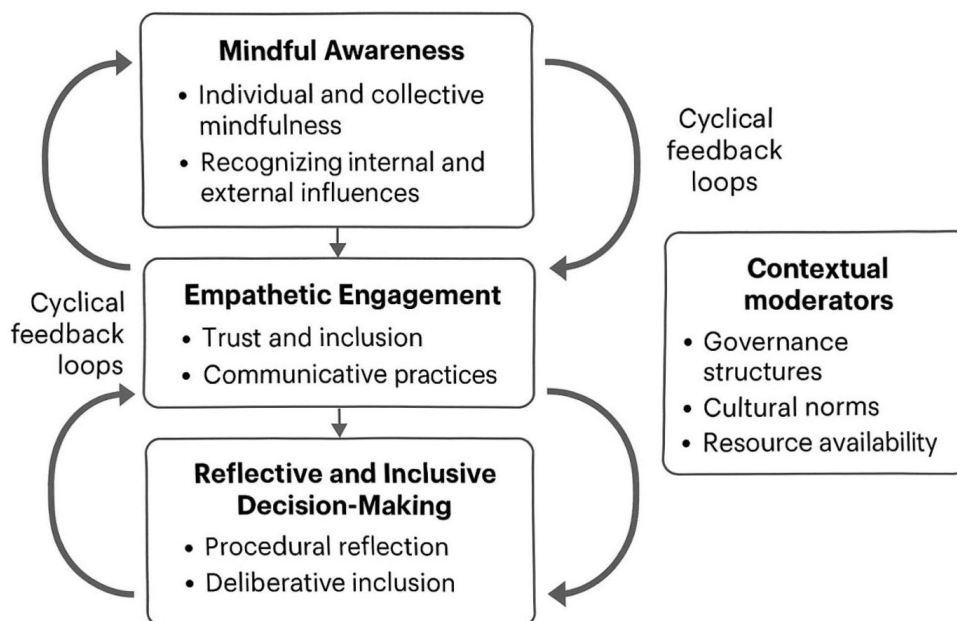 Mindful Awareness
• Individual and collective
mindfulness
• Recognizing internal and
external influences
Cyclical
feedback
loops
Empathetic Engagement
• Trust and inclusion
• Communicative practices
Cyclical
feedback
loops
Contextual
moderators
• Governance
structures
• Cultural norms
• Resource availability
Reflective and Inclusive
Decision-Making
• Procedural reflection
• Deliberative inclusion